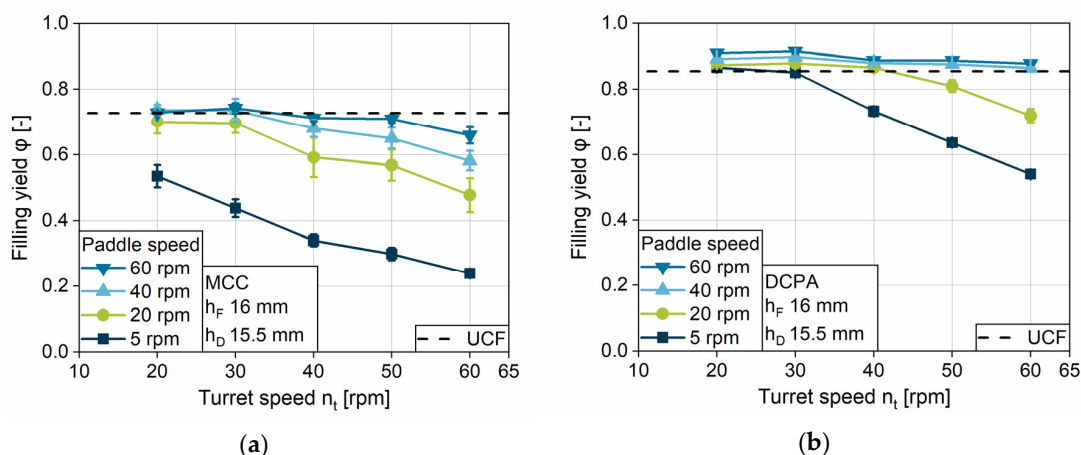 1.0
0.8
0.6
0.4
0.2
0.0
Filling yield φ [-]
Paddle speed
60 rpm
40 rpm
20 rpm
5 rpm
MCC
h_F 16 mm
h_D 15.5 mm
UCF
10 20 30 40 50 60 65
Turret speed n_t [rpm]
(a)
1.0
0.8
0.6
0.4
0.2
0.0
Filling yield φ [-]
Paddle speed
60 rpm
40 rpm
20 rpm
5 rpm
DCPA
h_F 16 mm
h_D 15.5 mm
UCF
10 20 30 40 50 60 65
Turret speed n_t [rpm]
(b)